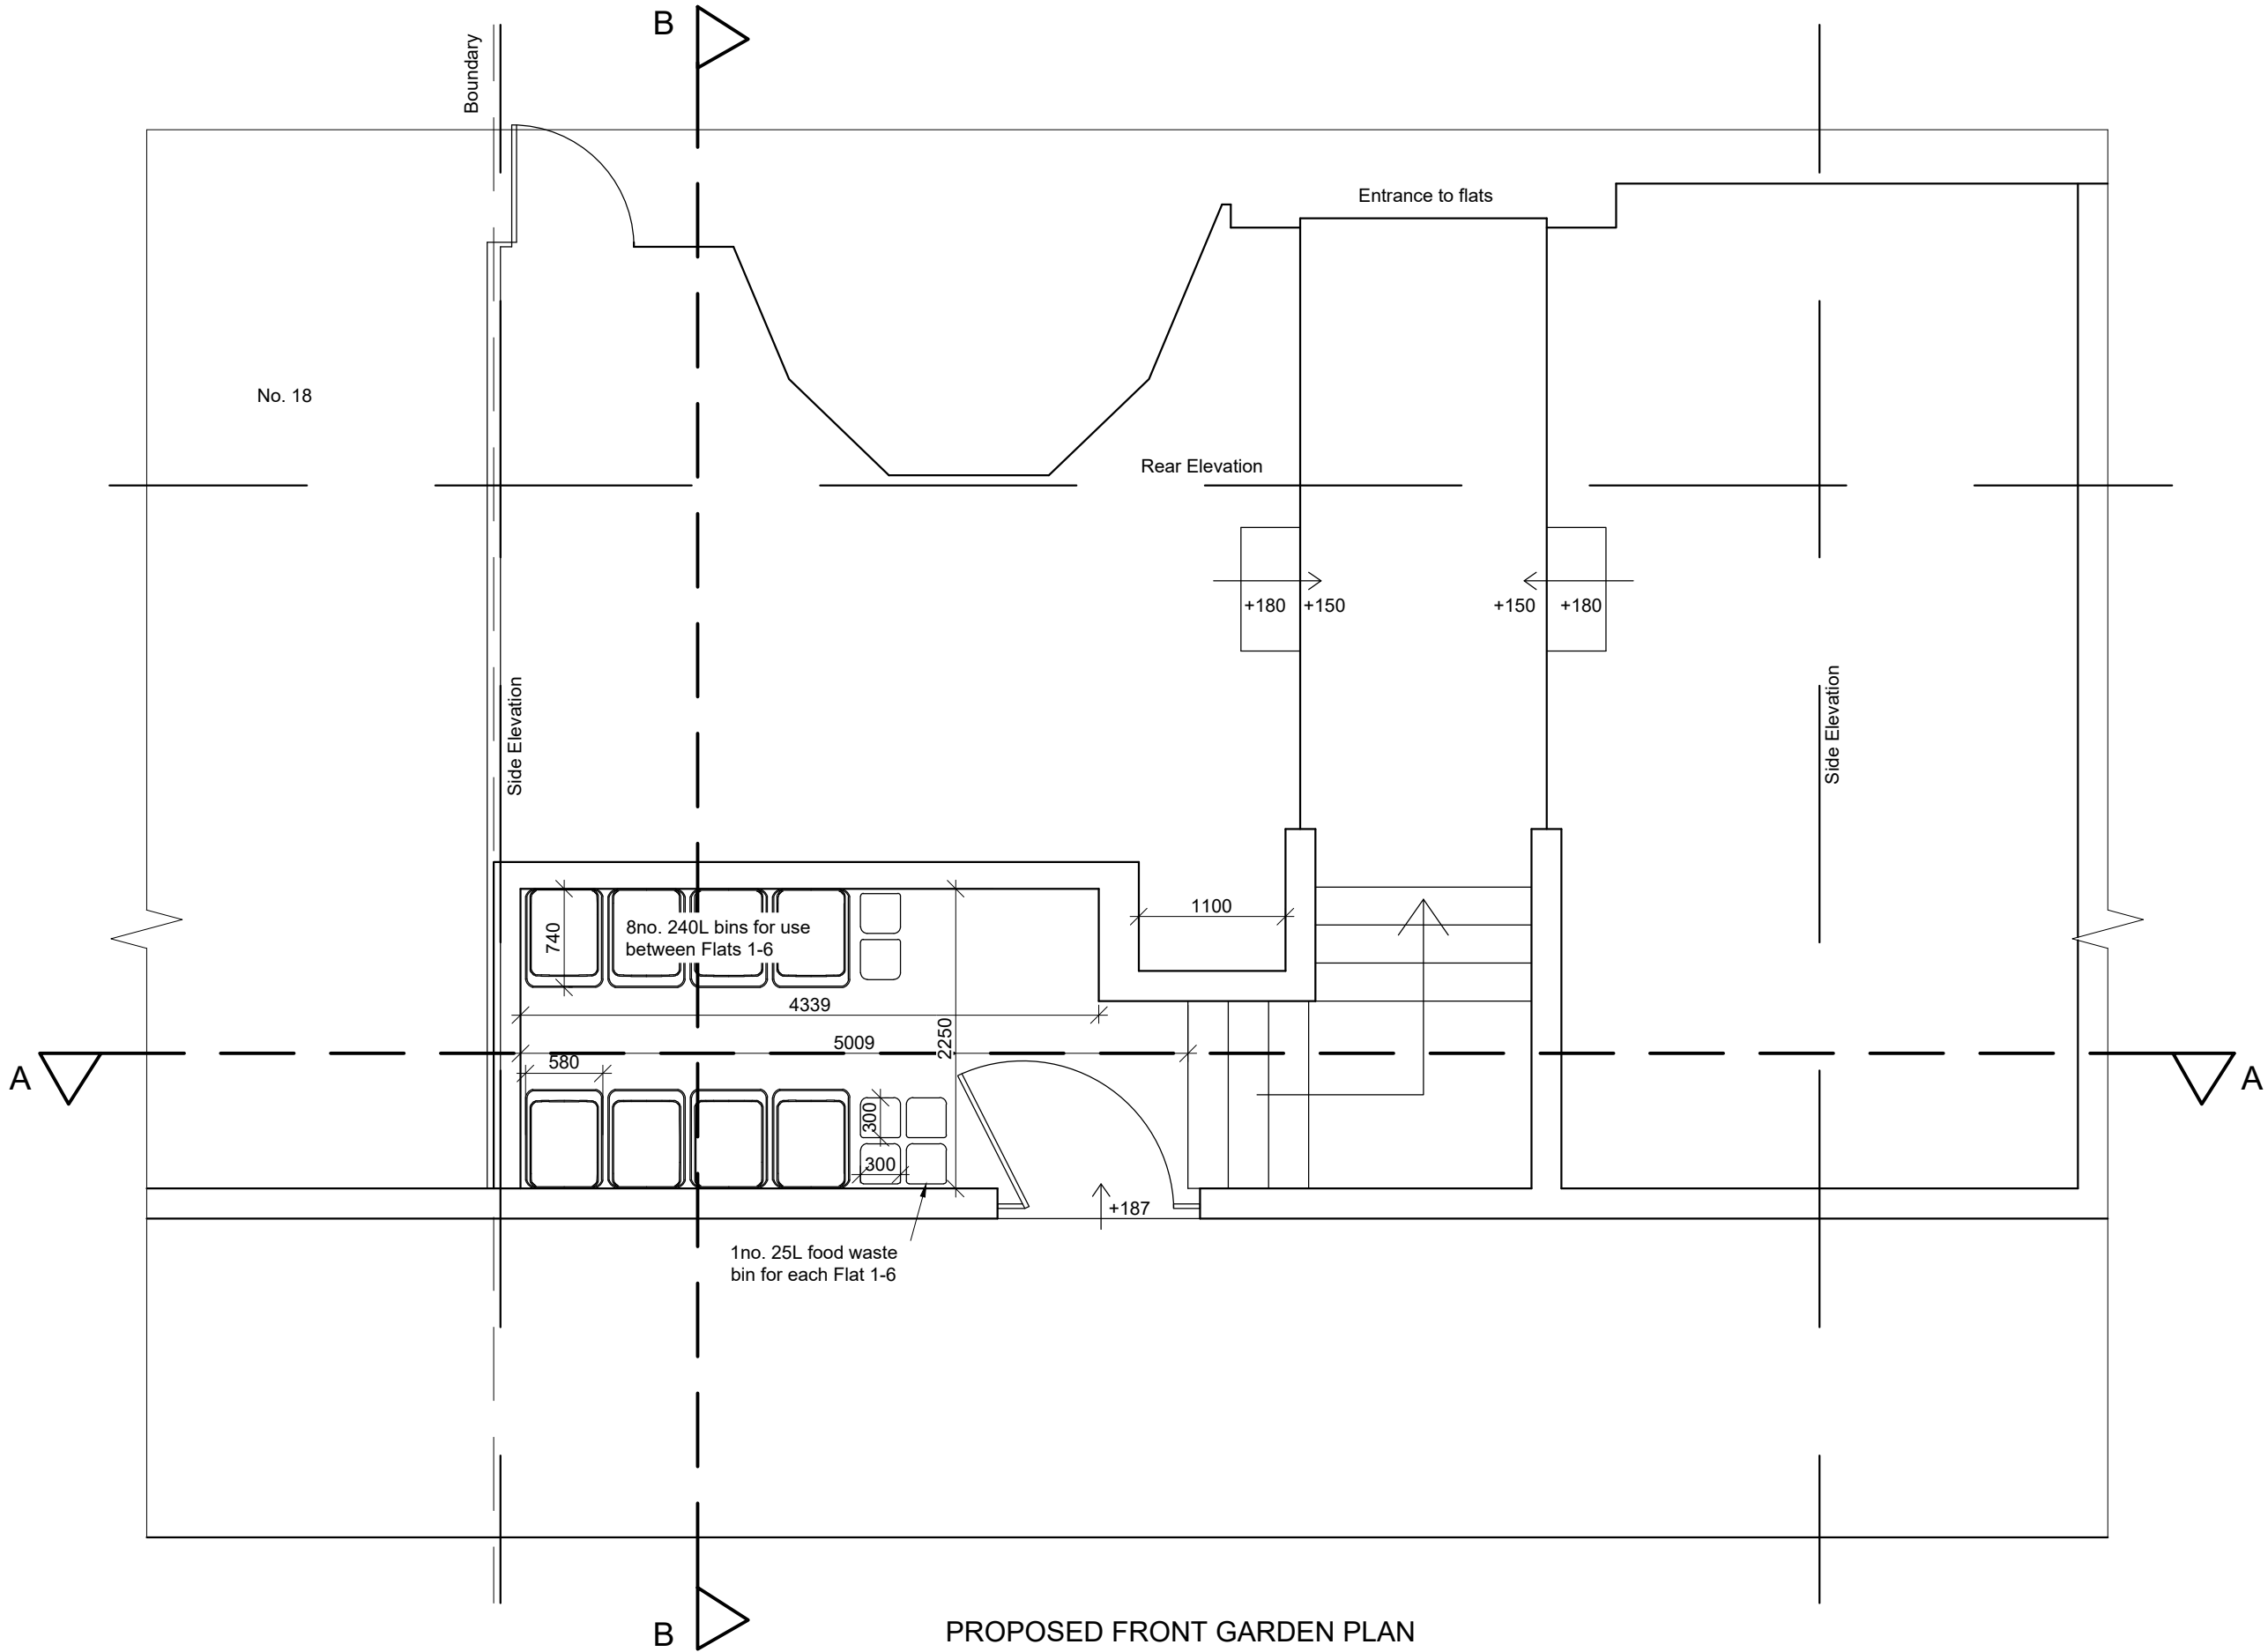 B
Boundary
Entrance to flats
No. 18
Rear Elevation
+180
+150
+150
+180
Side Elevation
Side Elevation
1100
740
8no. 240L bins for use
between Flats 1-6
4339
2250
5009
580
A
A
300
300
+187
1no. 25L food waste
bin for each Flat 1-6
B
PROPOSED FRONT GARDEN PLAN